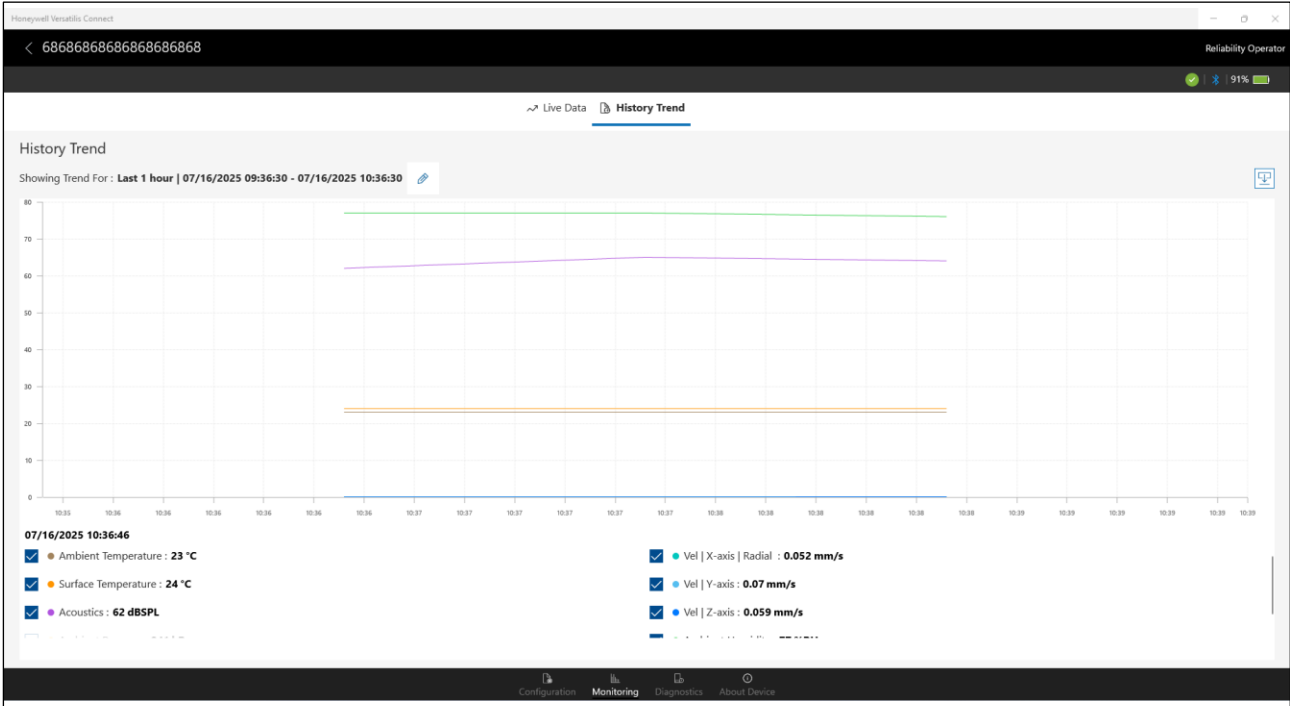 Honeywell Versatilis Connect
68686868686868686868
Reliability Operator
91%
Live Data
History Trend
History Trend
Showing Trend For : Last 1 hour | 07/16/2025 09:36:30 - 07/16/2025 10:36:30
80
70
60
50
40
30
20
10
0
10:35 10:36 10:36 10:36 10:36 10:36 10:36 10:37 10:37 10:37 10:37 10:37 10:37 10:38 10:38 10:38 10:38 10:38 10:38 10:39 10:39 10:39 10:39 10:39 10:39
07/16/2025 10:36:46
Ambient Temperature : 23 °C
Vel | X-axis | Radial : 0.052 mm/s
Surface Temperature : 24 °C
Vel | Y-axis : 0.07 mm/s
Acoustics : 62 dBSPL
Vel | Z-axis : 0.059 mm/s
Configuration
Monitoring
Diagnostics
About Device